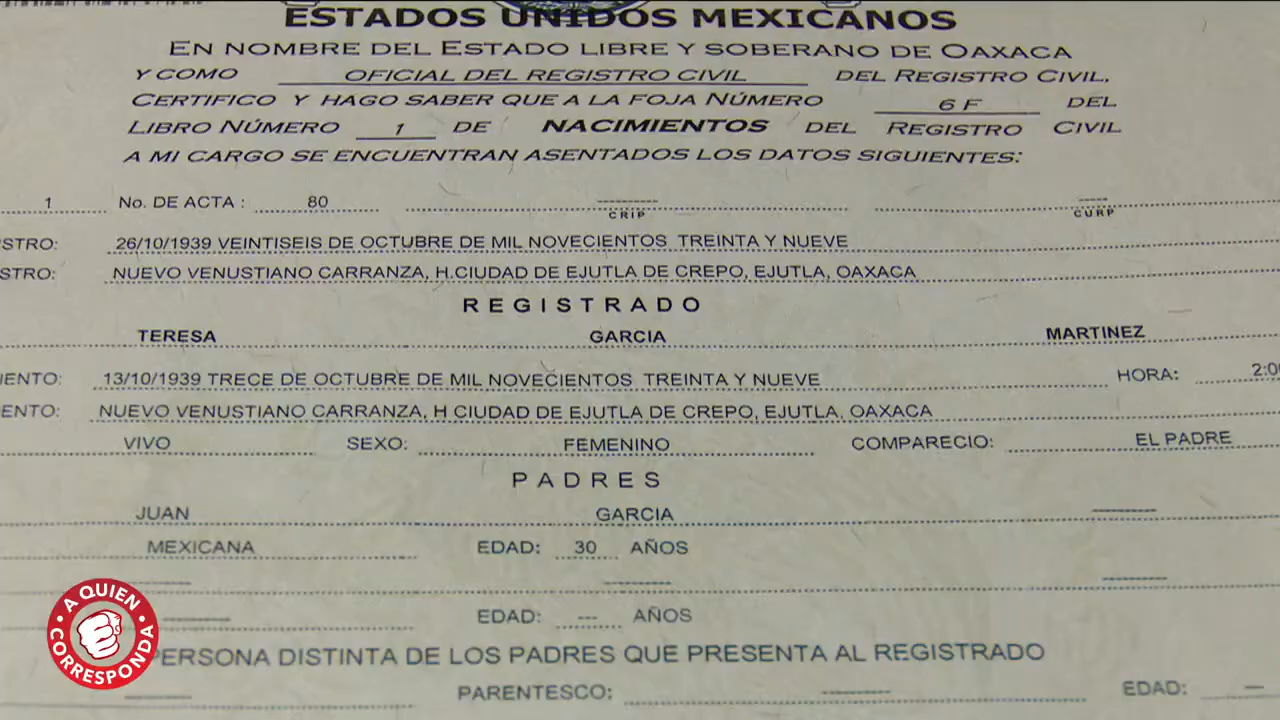 ESTADOS UNIDOS MEXICANOS
EN NOMBRE DEL ESTADO LIBRE Y SOBERANO DE OAXACA
Y COMO OFICIAL DEL REGISTRO CIVIL DEL REGISTRO CIVIL,
CERTIFICO Y HAGO SABER QUE A LA FOJA NÚMERO 6 F DEL
LIBRO NÚMERO 1 DE NACIMIENTOS DEL REGISTRO CIVIL
A MI CARGO SE ENCUENTRAN ASENTADOS LOS DATOS SIGUIENTES:
1 No. DE ACTA : 80 -------- -----
CRIP CURP
STRO: 26/10/1939 VEINTISEIS DE OCTUBRE DE MIL NOVECIENTOS TREINTA Y NUEVE
STRO: NUEVO VENUSTIANO CARRANZA, H.CIUDAD DE EJUTLA DE CREPO, EJUTLA, OAXACA
REGISTRADO
TERESA GARCIA MARTINEZ
IENTO: 13/10/1939 TRECE DE OCTUBRE DE MIL NOVECIENTOS TREINTA Y NUEVE HORA: 2:0
ENTO: NUEVO VENUSTIANO CARRANZA, H CIUDAD DE EJUTLA DE CREPO, EJUTLA, OAXACA
VIVO SEXO: FEMENINO COMPARECIO: EL PADRE
PADRES
JUAN GARCIA --------
MEXICANA EDAD: 30 AÑOS
-------- -------- --------
-------- EDAD: --- AÑOS
PERSONA DISTINTA DE LOS PADRES QUE PRESENTA AL REGISTRADO
-------- PARENTESCO: -------- EDAD: --
A QUIEN CORRESPONDA